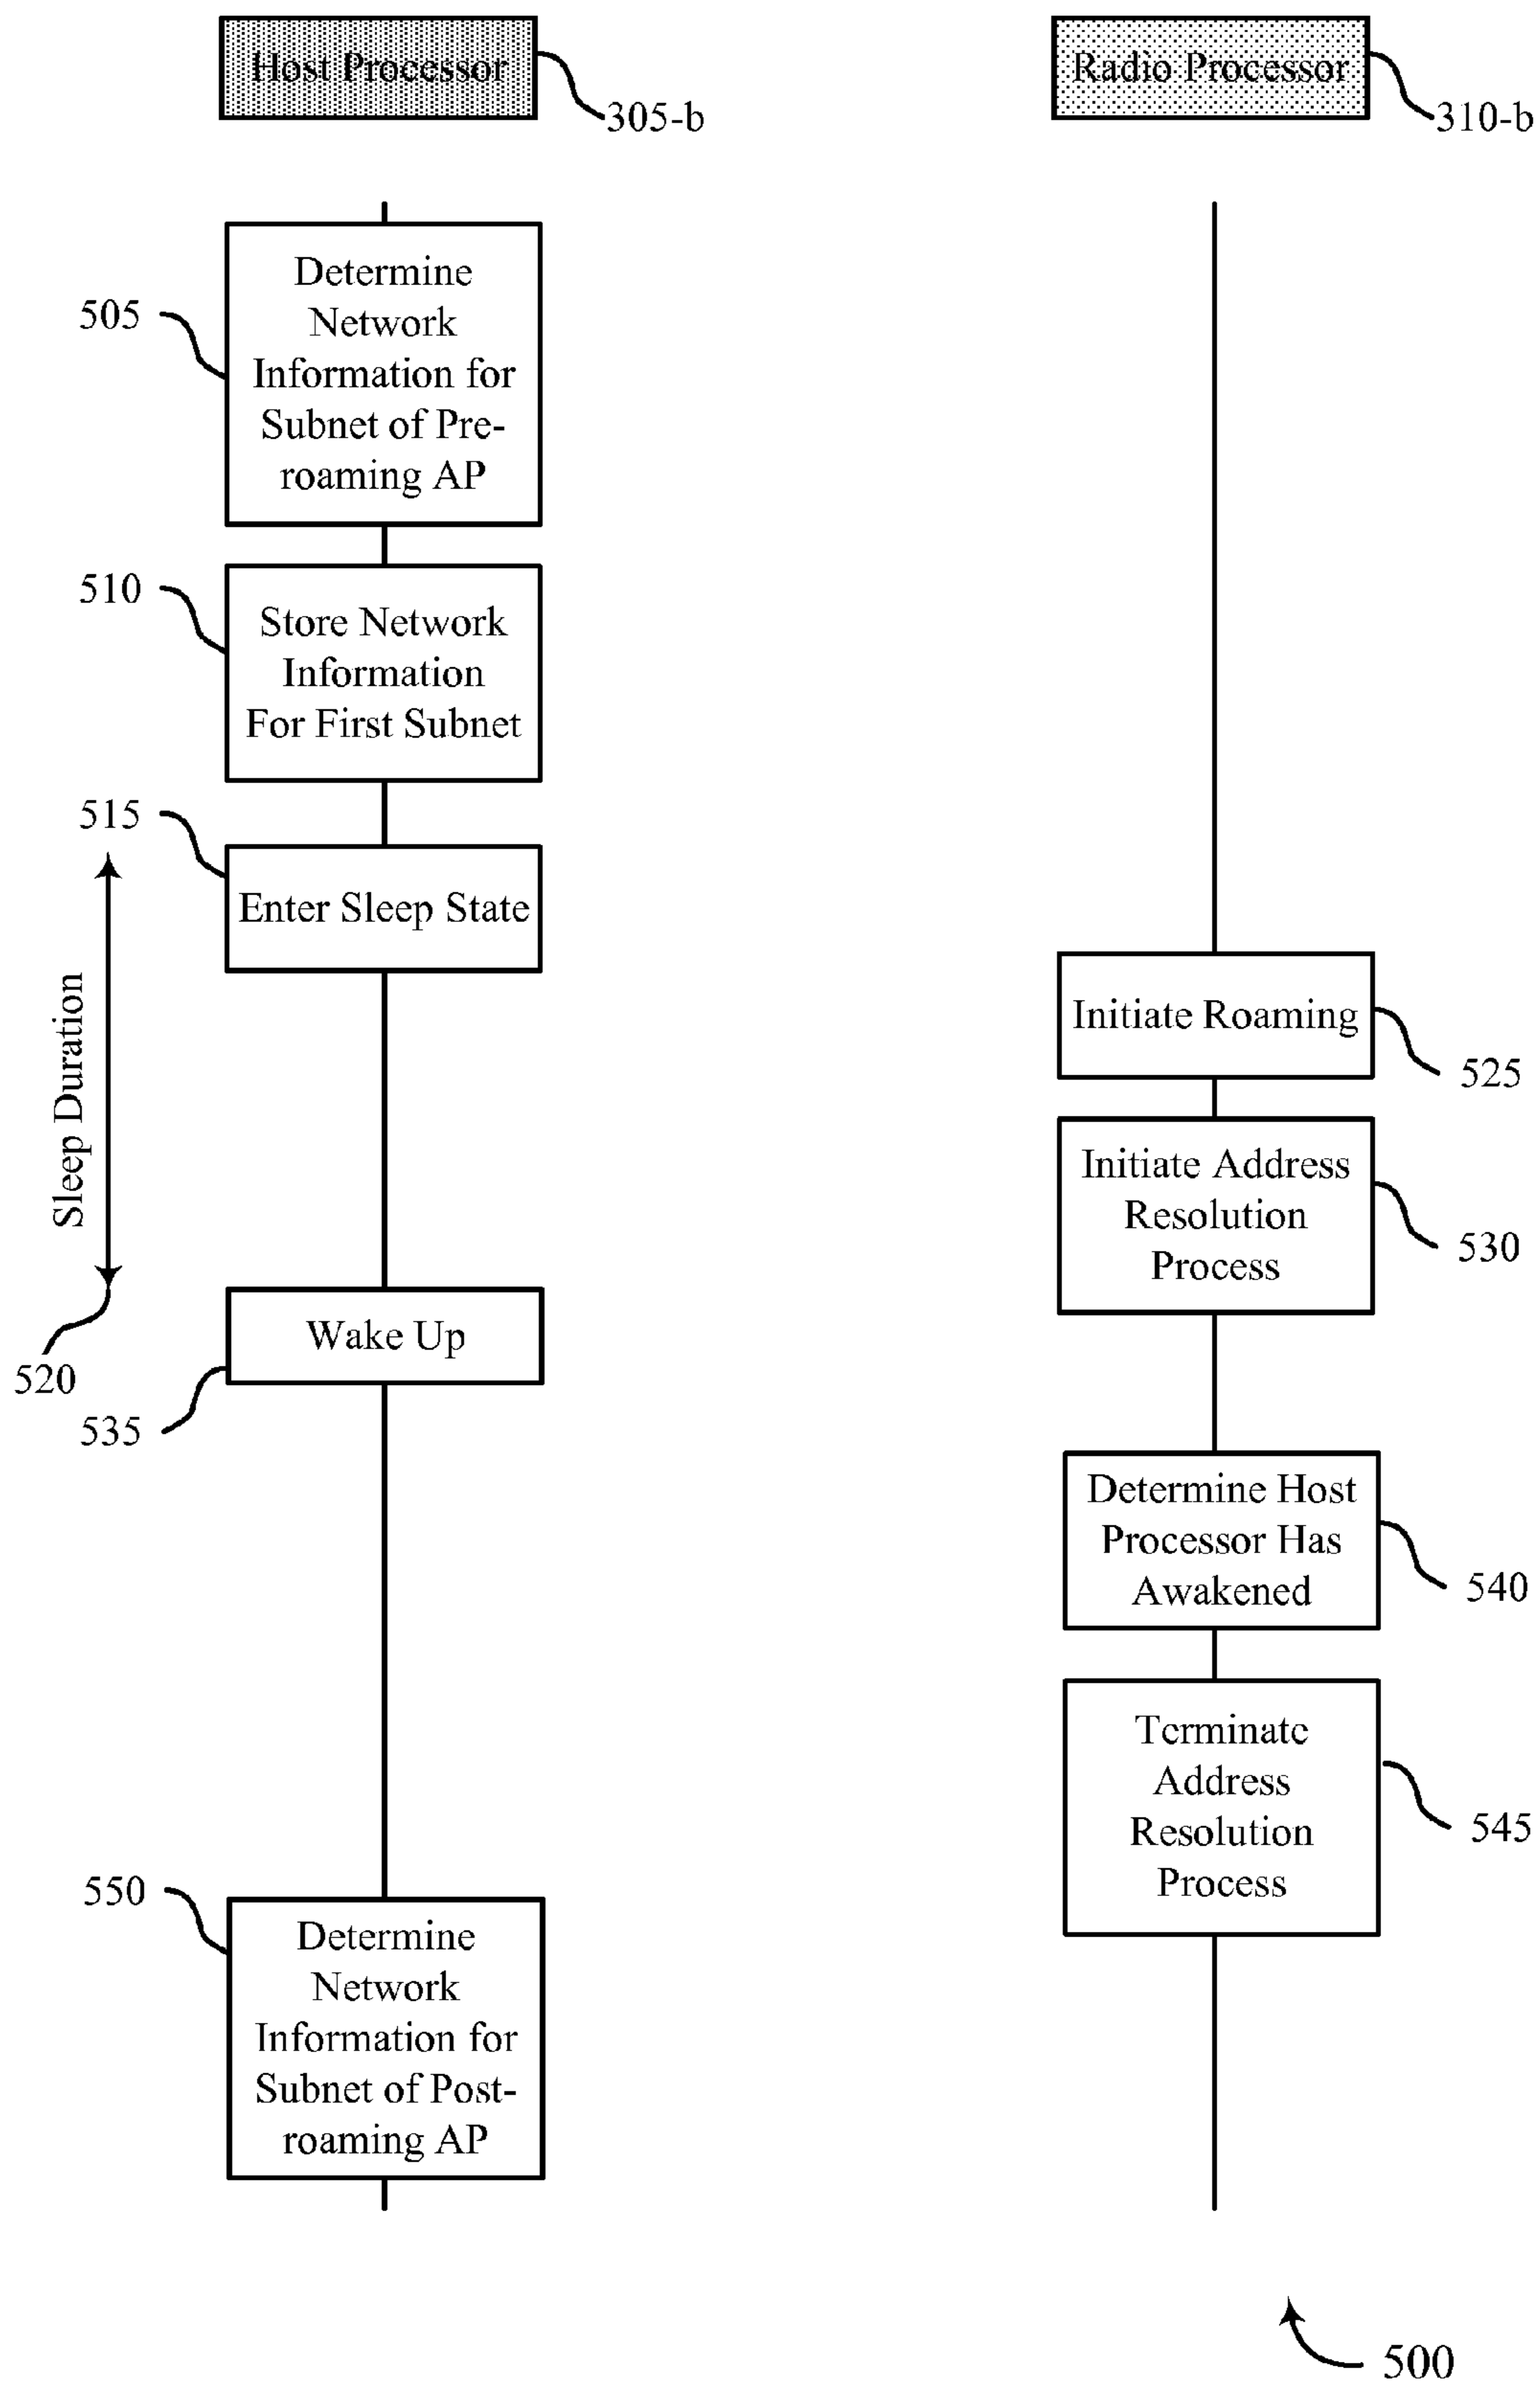 Host Processor
305-b
Radio Processor
310-b
505
Determine
Network
Information for
Subnet of Pre-
roaming AP
510
Store Network
Information
For First Subnet
515
Enter Sleep State
Sleep Duration
520
Initiate Roaming
525
Initiate Address
Resolution
Process
530
Wake Up
535
Determine Host
Processor Has
Awakened
540
Terminate
Address
Resolution
Process
545
550
Determine
Network
Information for
Subnet of Post-
roaming AP
500